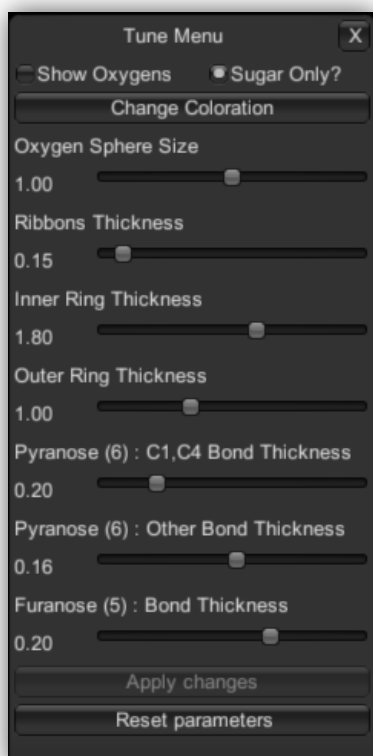 Tune Menu X
Show Oxygens Sugar Only?
Change Coloration
Oxygen Sphere Size
1.00
Ribbons Thickness
0.15
Inner Ring Thickness
1.80
Outer Ring Thickness
1.00
Pyranose (6) : C1,C4 Bond Thickness
0.20
Pyranose (6) : Other Bond Thickness
0.16
Furanose (5) : Bond Thickness
0.20
Apply changes
Reset parameters